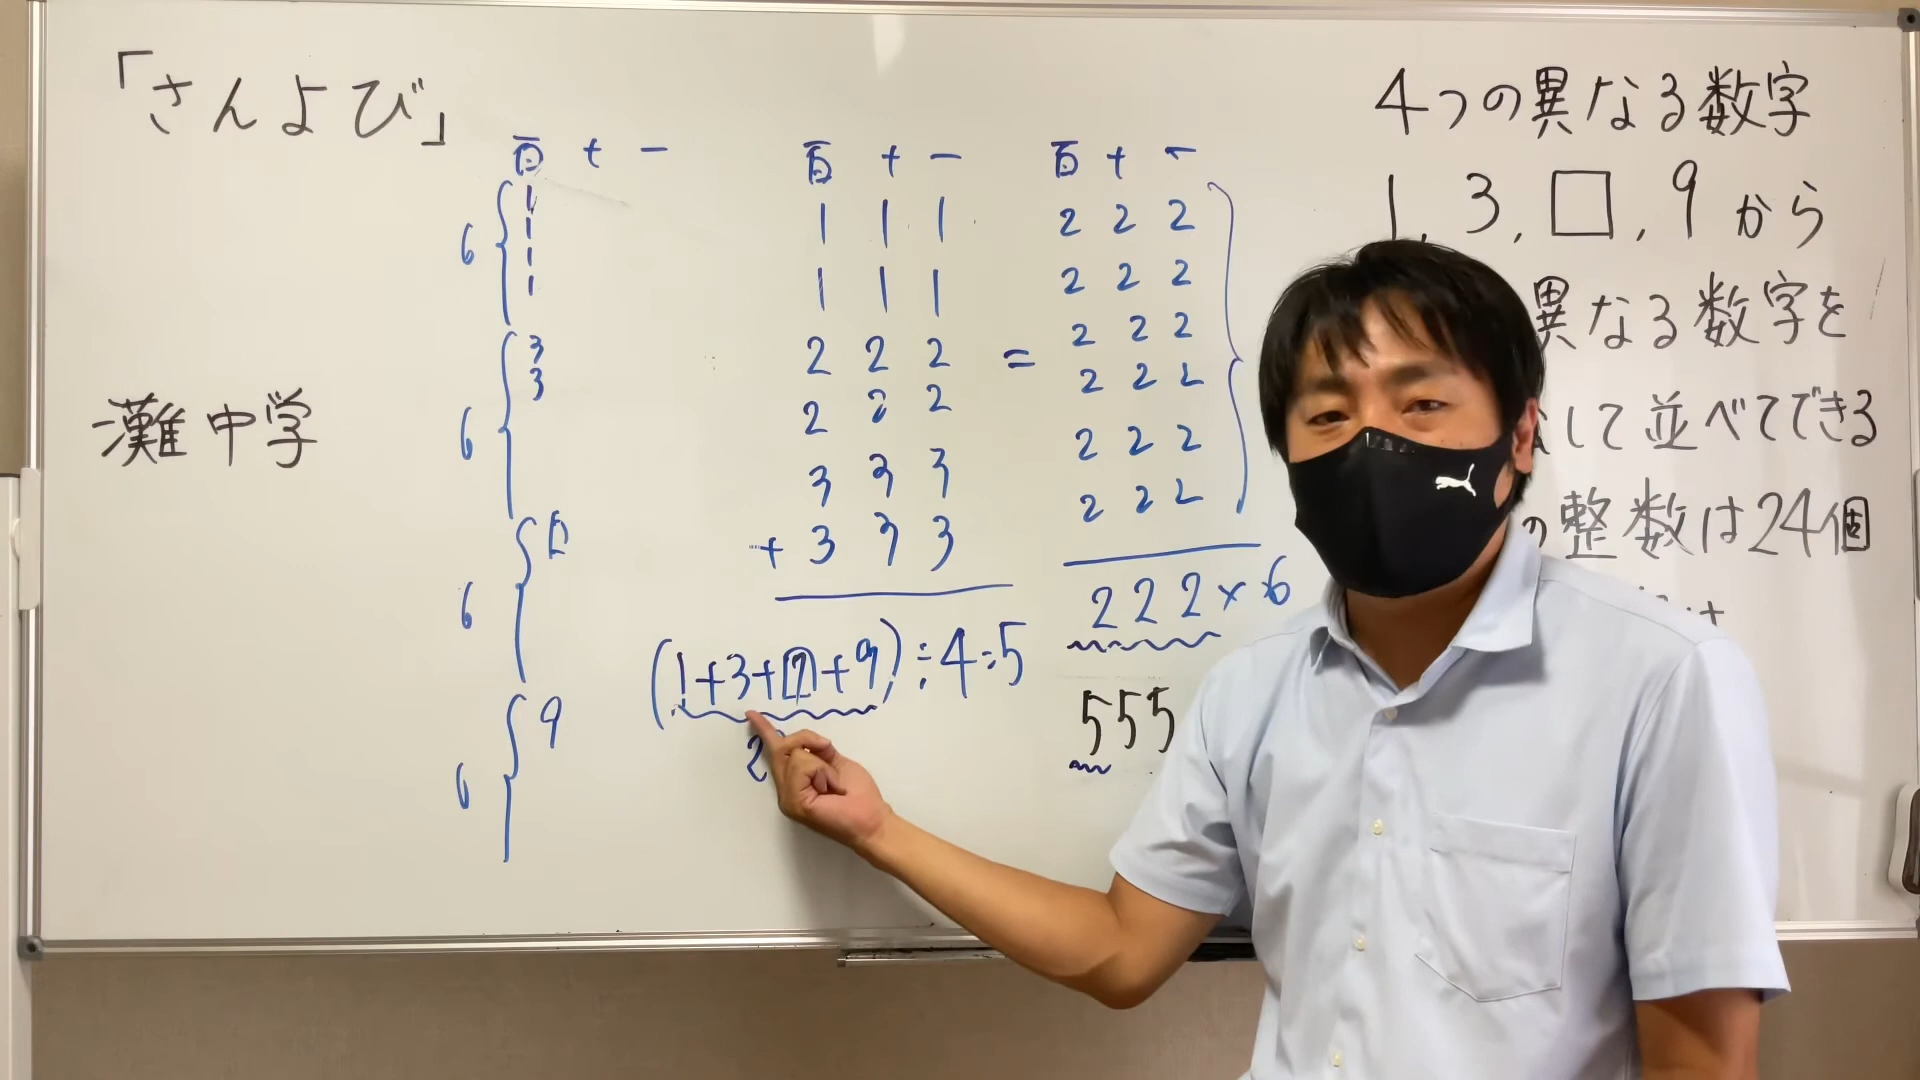 「さんよび」
灘中学
百 十 一
6
1
1
1
1
6
3
3
6
□
6
9
百 十 一
1 1 1
1 1 1
2 2 2
2 2 2
3 3 3
+ 3 3 3
=
百 十 一
2 2 2
2 2 2
2 2 2
2 2 2
2 2 2
2 2 2
222×6
(1+3+□+9)÷4=5
2
555
4つの異なる数字
1, 3, □, 9 から
異なる数字を
して並べてできる
の整数は24個